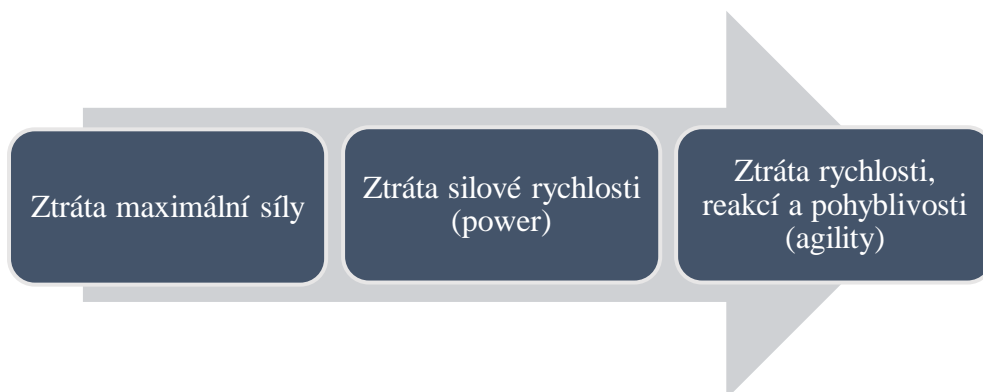 Ztráta maximální síly
Ztráta silové rychlosti
(power)
Ztráta rychlosti,
reakcí a pohyblivosti
(agility)